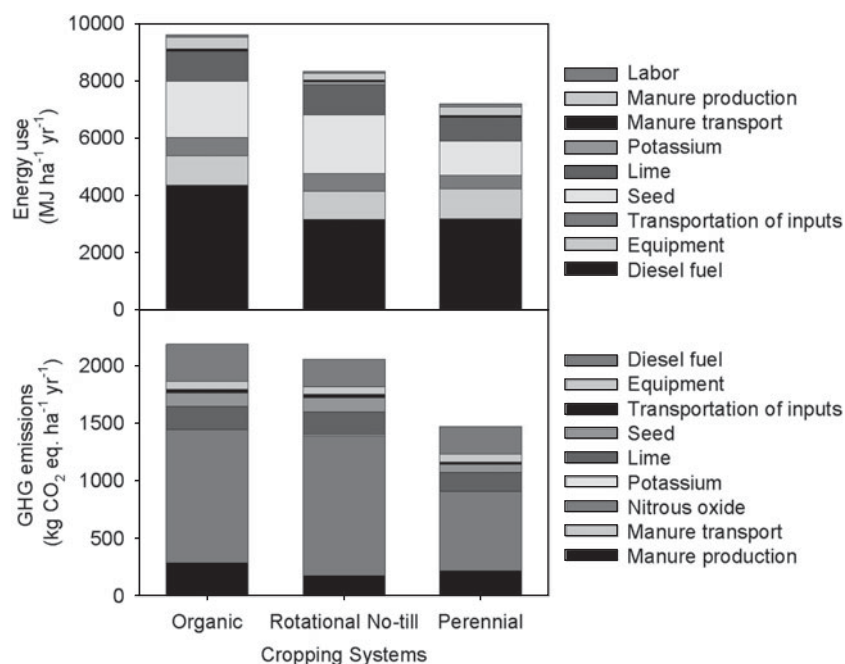 10000
8000
6000
4000
2000
0
Energy use
(MJ ha⁻¹ yr⁻¹)
Labor
Manure production
Manure transport
Potassium
Lime
Seed
Transportation of inputs
Equipment
Diesel fuel
2000
1500
1000
500
0
GHG emissions
(kg CO₂ eq. ha⁻¹ yr⁻¹)
Diesel fuel
Equipment
Transportation of inputs
Seed
Lime
Potassium
Nitrous oxide
Manure transport
Manure production
Organic Rotational No-till Perennial
Cropping Systems